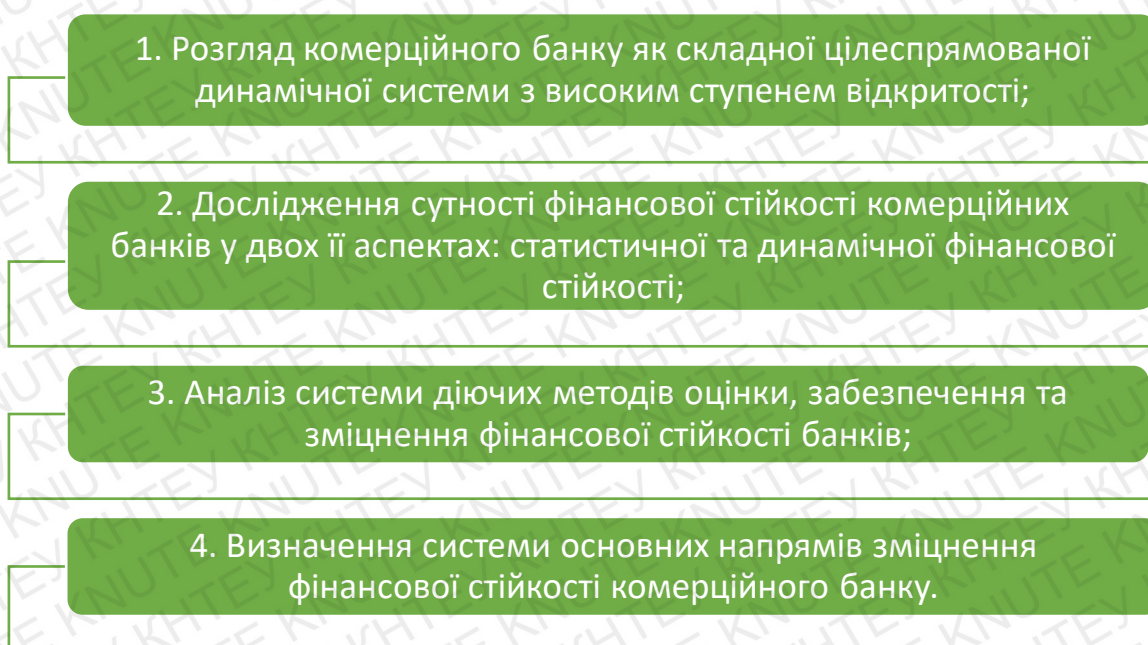 1. Розгляд комерційного банку як складної цілеспрямованої
динамічної системи з високим ступенем відкритості;
2. Дослідження сутності фінансової стійкості комерційних
банків у двох її аспектах: статистичної та динамічної фінансової
стійкості;
3. Аналіз системи діючих методів оцінки, забезпечення та
зміцнення фінансової стійкості банків;
4. Визначення системи основних напрямів зміцнення
фінансової стійкості комерційного банку.